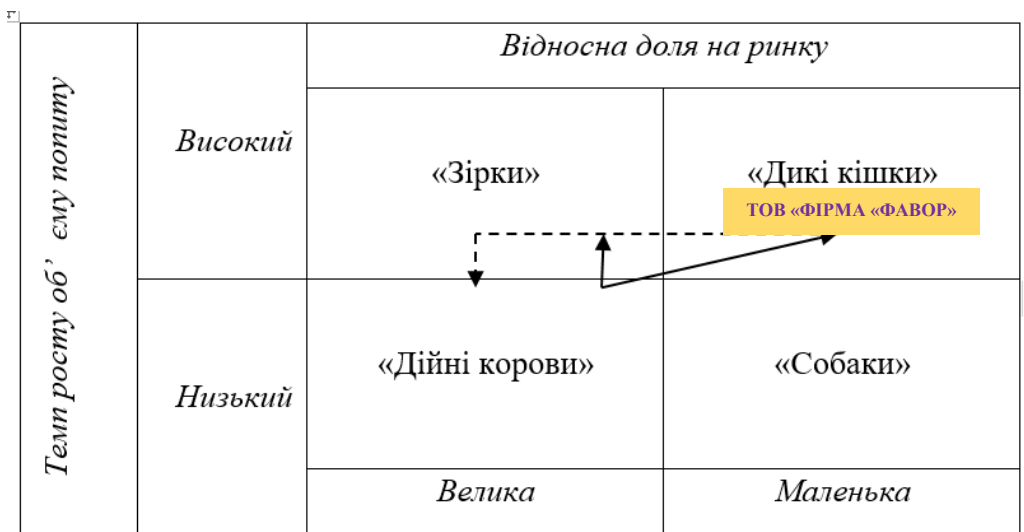 Відносна доля на ринку
Темп росту об’ єму попиту
Високий
«Зірки»
«Дикі кішки»
ТОВ «ФІРМА «ФАВОР»
Низький
«Дійні корови»
«Собаки»
Велика
Маленька